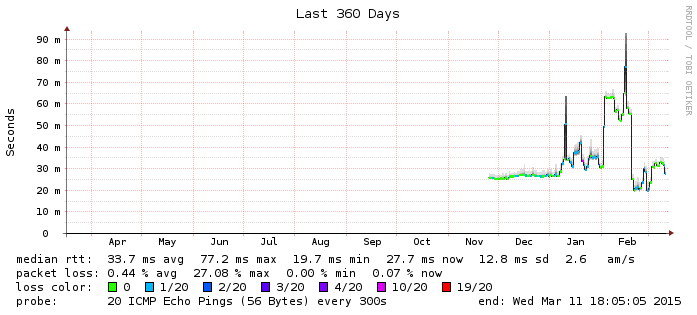 Last 360 Days
RRDTOOL / TOBI OETIKER
Seconds
90 m
80 m
70 m
60 m
50 m
40 m
30 m
20 m
10 m
0
Apr May Jun Jul Aug Sep Oct Nov Dec Jan Feb
median rtt: 33.7 ms avg 77.2 ms max 19.7 ms min 27.7 ms now 12.8 ms sd 2.6 am/s
packet loss: 0.44 % avg 27.08 % max 0.00 % min 0.07 % now
loss color: 0 1/20 2/20 3/20 4/20 10/20 19/20
probe: 20 ICMP Echo Pings (56 Bytes) every 300s end: Wed Mar 11 18:05:05 2015